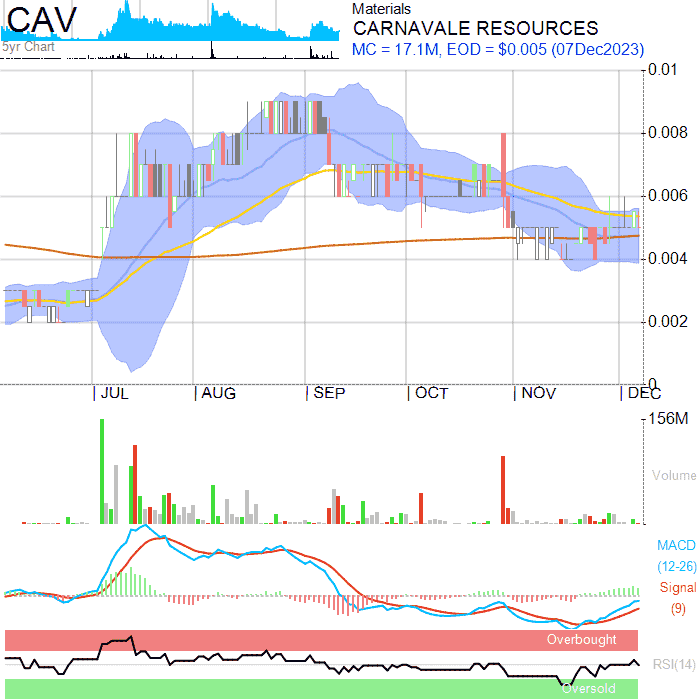 CAV
5yr Chart
Materials
CARNAVALE RESOURCES
MC = 17.1M, EOD = $0.005 (07Dec2023)
0.01
0.008
0.006
0.004
0.002
0
JUL AUG SEP OCT NOV DEC
156M
Volume
MACD
(12-26)
Signal
(9)
Overbought
RSI(14)
Oversold